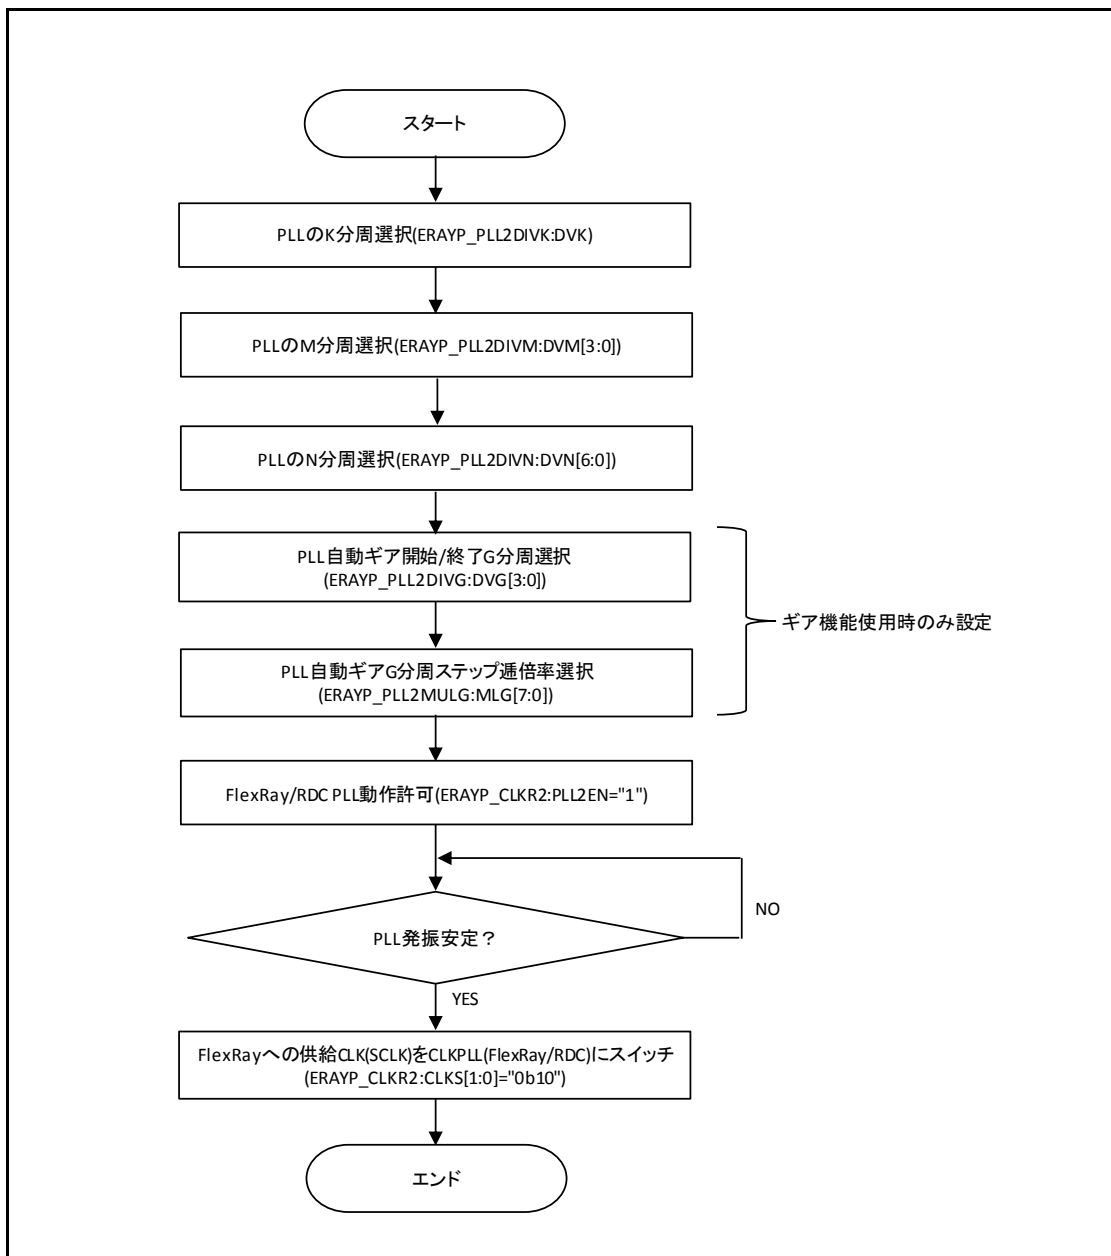 スタート
PLLのK分周選択(ERAYP_PLL2DIVK:DVK)
PLLのM分周選択(ERAYP_PLL2DIVM:DVM[3:0])
PLLのN分周選択(ERAYP_PLL2DIVN:DVN[6:0])
PLL自動ギア開始/終了G分周選択
(ERAYP_PLL2DIVG:DVG[3:0])
ギア機能使用時のみ設定
PLL自動ギアG分周ステップ逓倍率選択
(ERAYP_PLL2MULG:MLG[7:0])
FlexRay/RDC PLL動作許可(ERAYP_CLKR2:PLL2EN="1")
NO
PLL発振安定？
YES
FlexRayへの供給CLK(SCLK)をCLKPLL(FlexRay/RDC)にスイッチ
(ERAYP_CLKR2:CLKS[1:0]="0b10")
エンド